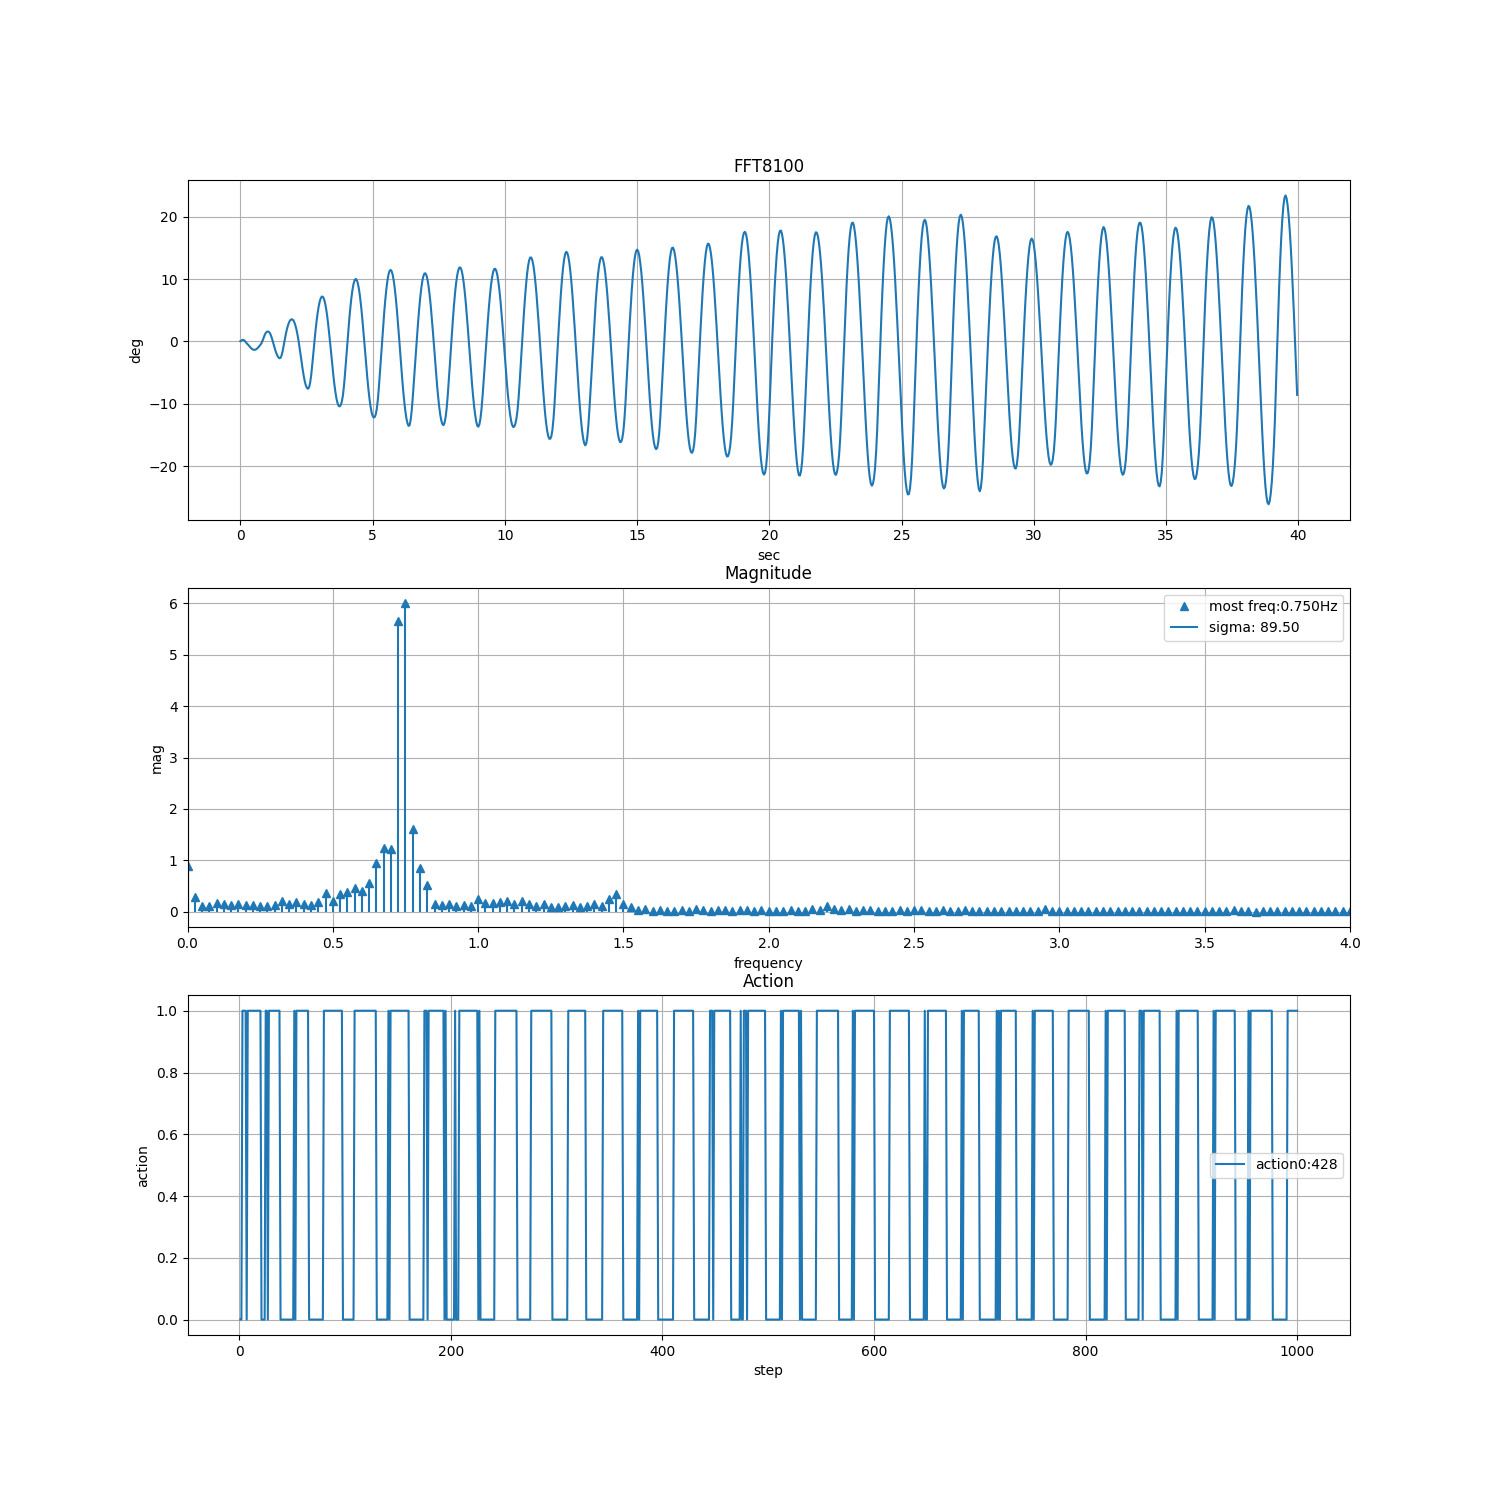 FFT8100
20
10
0
−10
−20
deg
0 5 10 15 20 25 30 35 40
sec
Magnitude
most freq:0.750Hz
sigma: 89.50
6
5
4
3
2
1
0
mag
0.0 0.5 1.0 1.5 2.0 2.5 3.0 3.5 4.0
frequency
Action
1.0
0.8
0.6
0.4
0.2
0.0
action
action0:428
0 200 400 600 800 1000
step